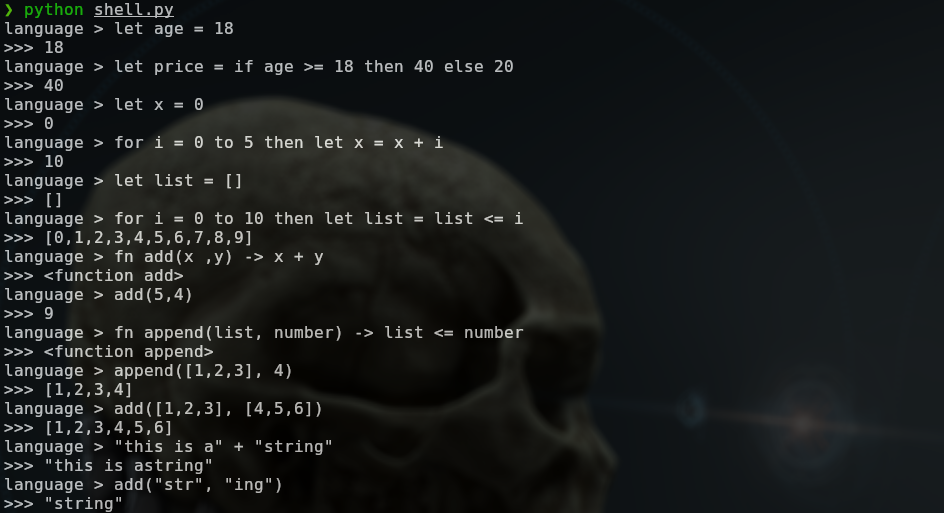 ❯ python shell.py
language > let age = 18
>>> 18
language > let price = if age >= 18 then 40 else 20
>>> 40
language > let x = 0
>>> 0
language > for i = 0 to 5 then let x = x + i
>>> 10
language > let list = []
>>> []
language > for i = 0 to 10 then let list = list <= i
>>> [0,1,2,3,4,5,6,7,8,9]
language > fn add(x ,y) -> x + y
>>> <function add>
language > add(5,4)
>>> 9
language > fn append(list, number) -> list <= number
>>> <function append>
language > append([1,2,3], 4)
>>> [1,2,3,4]
language > add([1,2,3], [4,5,6])
>>> [1,2,3,4,5,6]
language > "this is a" + "string"
>>> "this is astring"
language > add("str", "ing")
>>> "string"